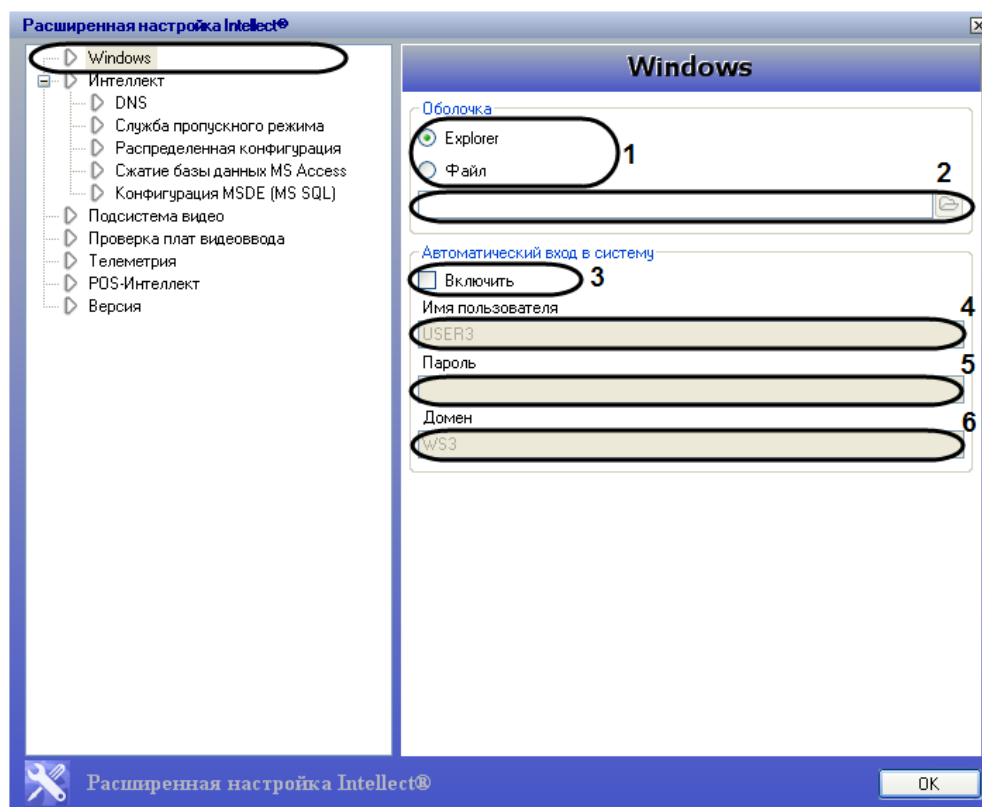 Расширенная настройка Intellect®
Windows
Интеллект
DNS
Служба пропускного режима
Распределенная конфигурация
Сжатие базы данных MS Access
Конфигурация MSDE (MS SQL)
Подсистема видео
Проверка плат видеоввода
Телеметрия
POS-Интеллект
Версия
Windows
Оболочка
Explorer
1
Файл
2
Автоматический вход в систему
Включить 3
Имя пользователя 4
USER3
Пароль 5
Домен 6
WS3
Расширенная настройка Intellect®
OK